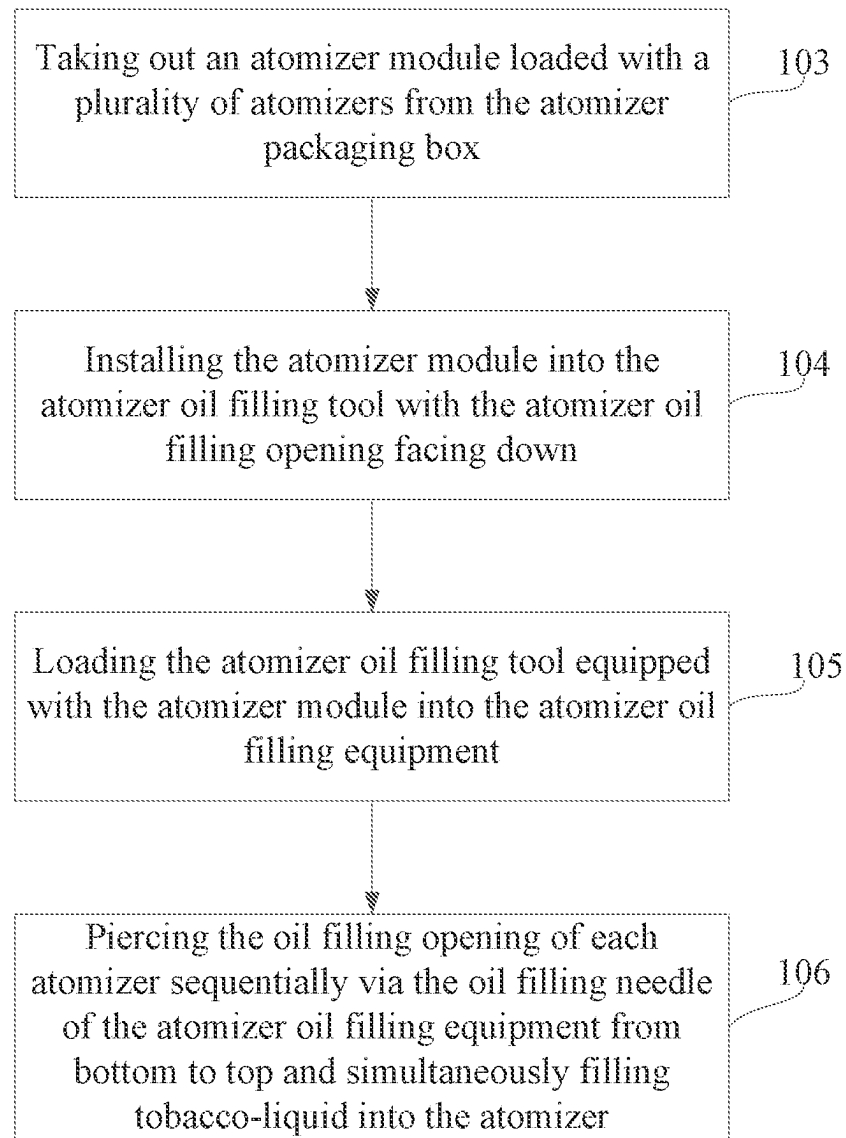 Taking out an atomizer module loaded with a
plurality of atomizers from the atomizer
packaging box
103
Installing the atomizer module into the
atomizer oil filling tool with the atomizer oil
filling opening facing down
104
Loading the atomizer oil filling tool equipped
with the atomizer module into the atomizer oil
filling equipment
105
Piercing the oil filling opening of each
atomizer sequentially via the oil filling needle
of the atomizer oil filling equipment from
bottom to top and simultaneously filling
tobacco-liquid into the atomizer
106